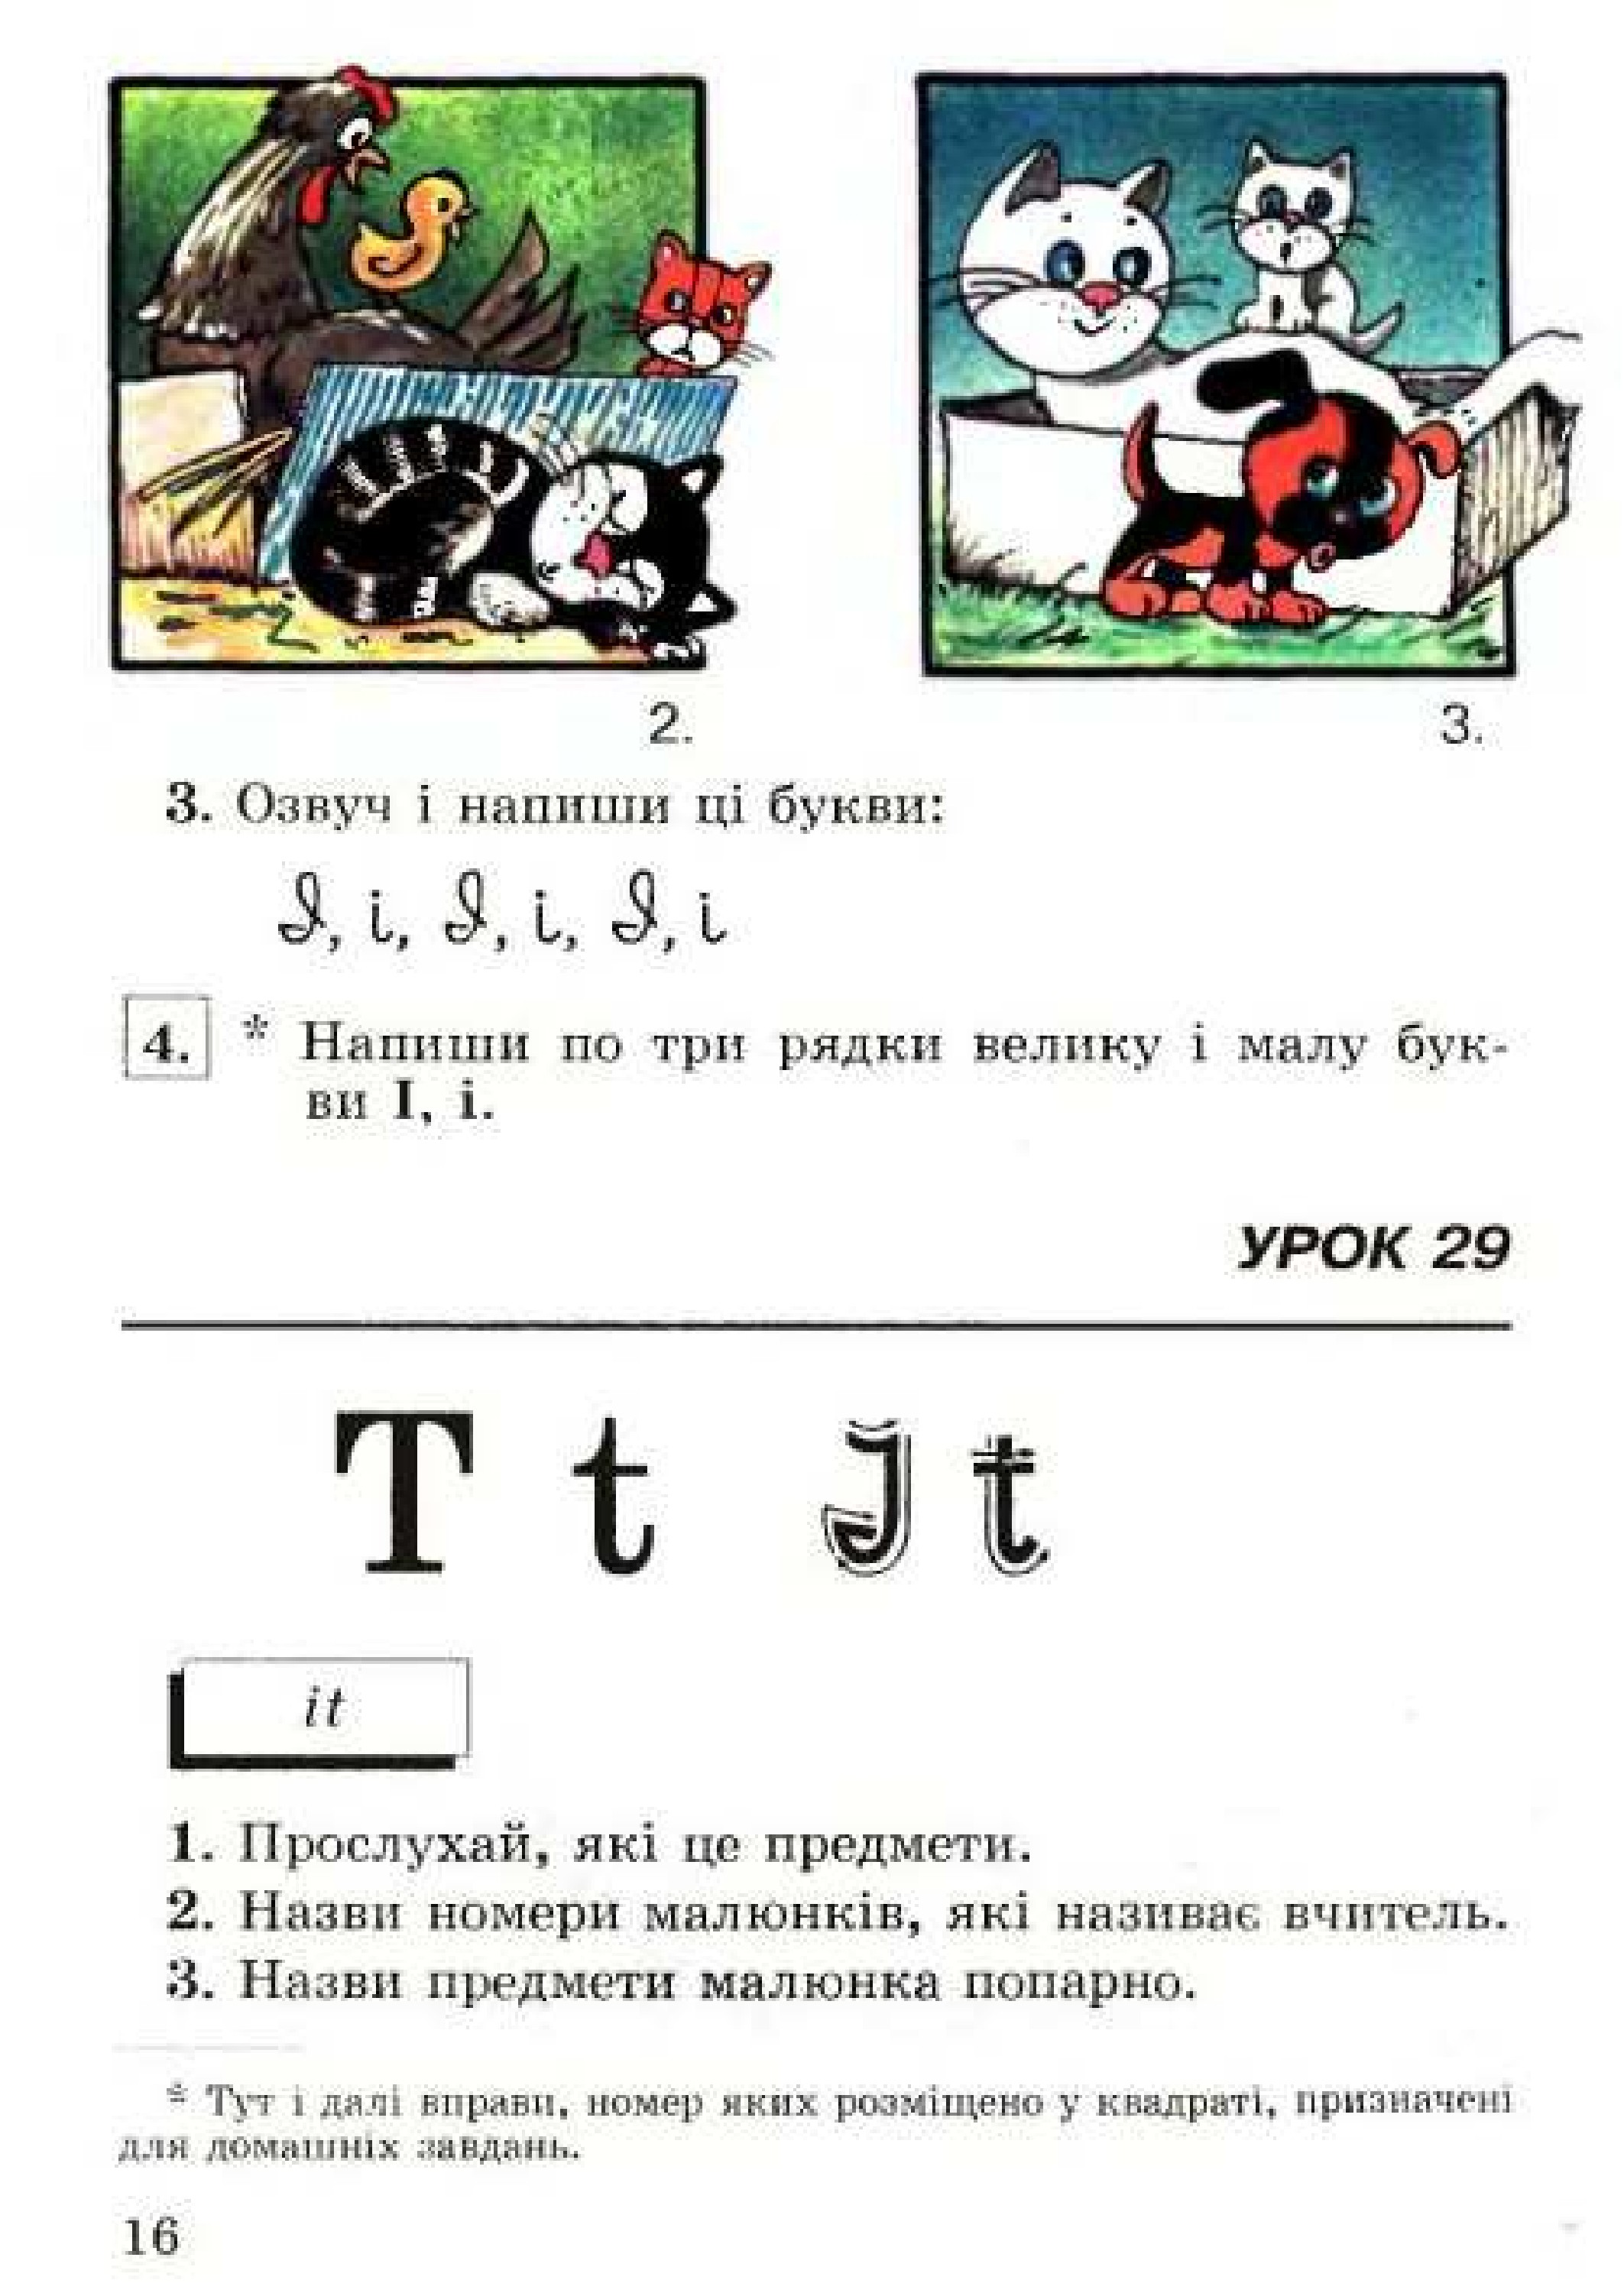 2.
3.
3. Озвуч і напиши ці букви:
I, i, I, i, I, i
4. * Напиши по три рядки велику і малу бук-
ви I, i.
УРОК 29
T t T t
it
1. Прослухай, які це предмети.
2. Назви номери малюнків, які називає вчитель.
3. Назви предмети малюнка попарно.
* Тут і далі вправи, номер яких розміщено у квадраті, призначені
для домашніх завдань.
16